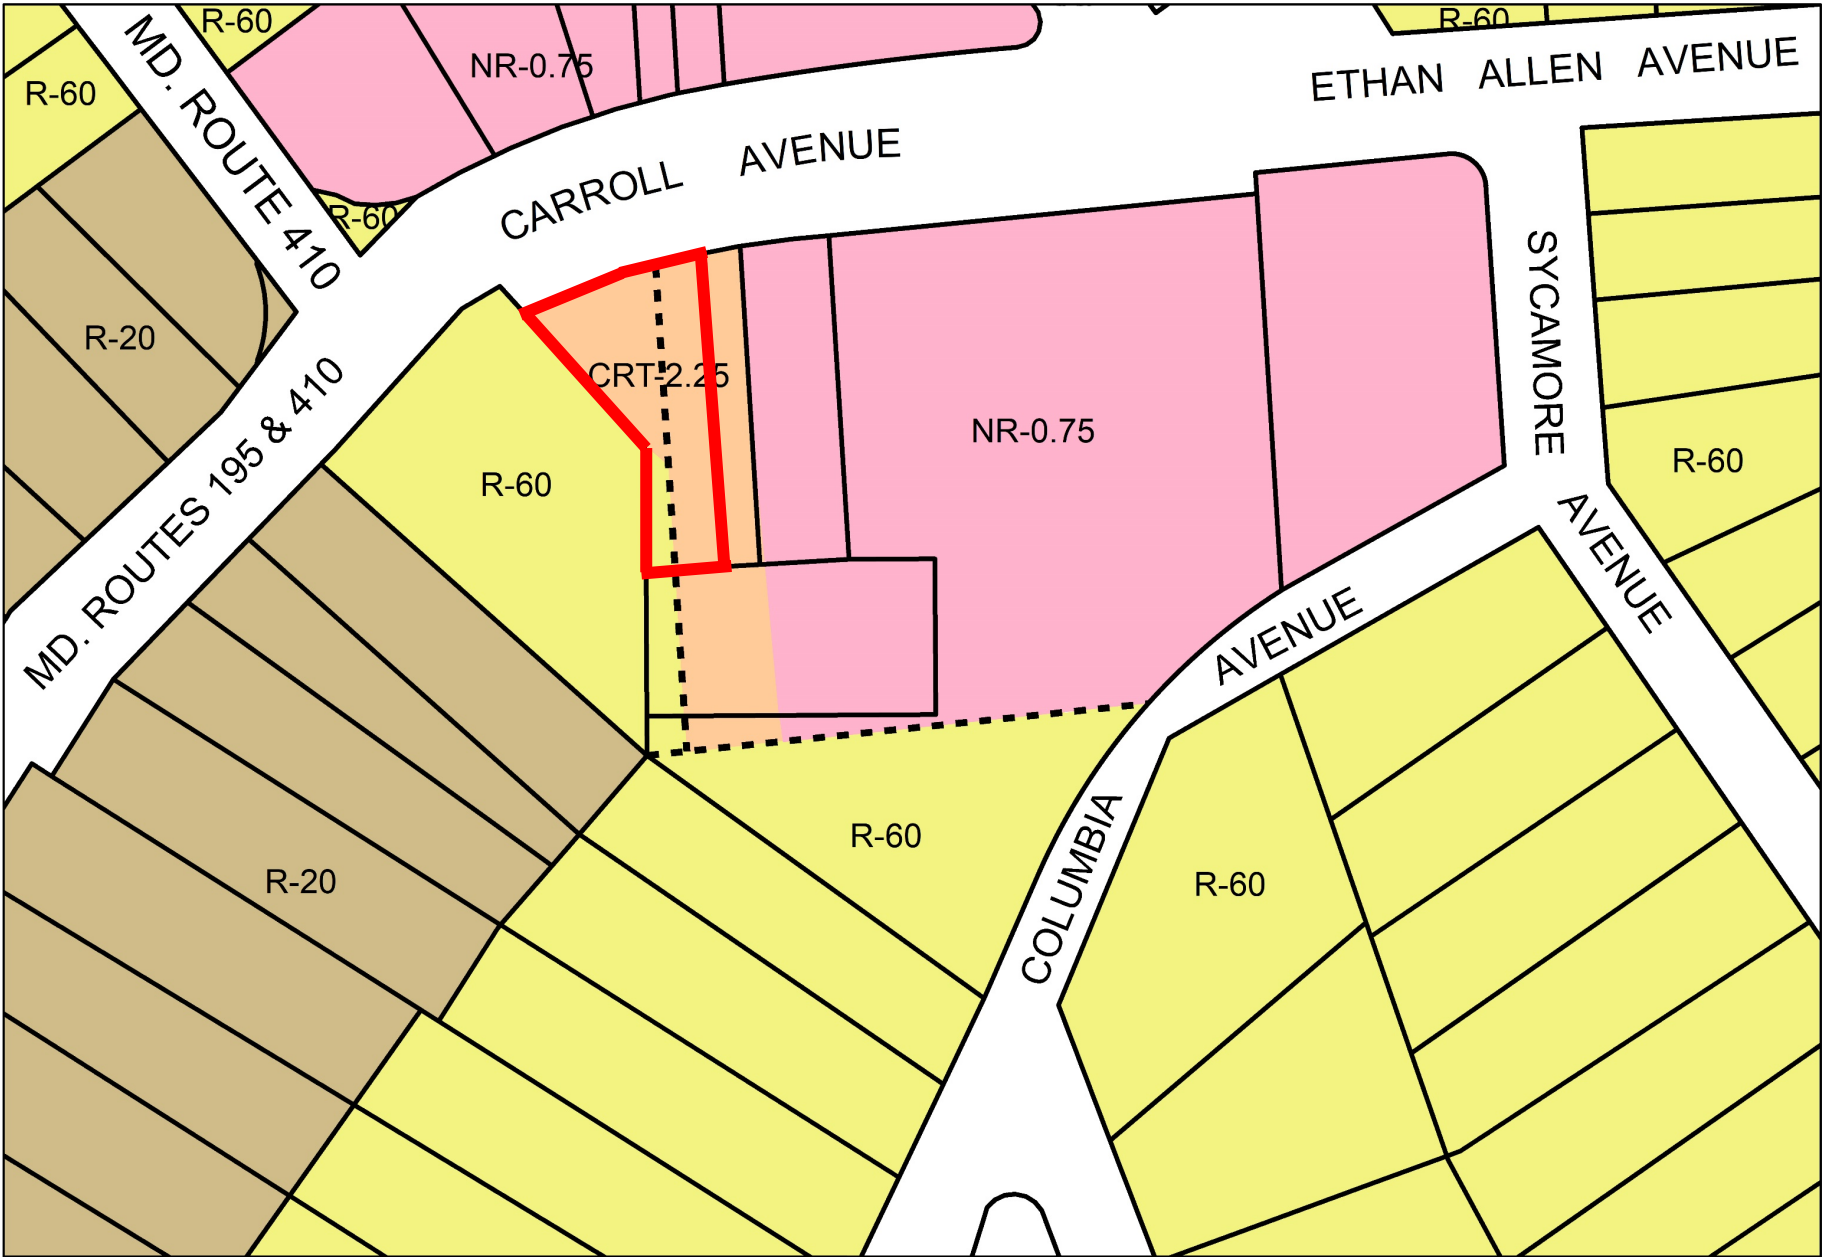 R-60
R-60
NR-0.75
R-60
MD. ROUTE 410
ETHAN ALLEN AVENUE
CARROLL AVENUE
R-60
R-20
SYCAMORE AVENUE
CRT-2.25
NR-0.75
R-60
R-60
MD. ROUTES 195 & 410
COLUMBIA AVENUE
R-60
R-20
R-60